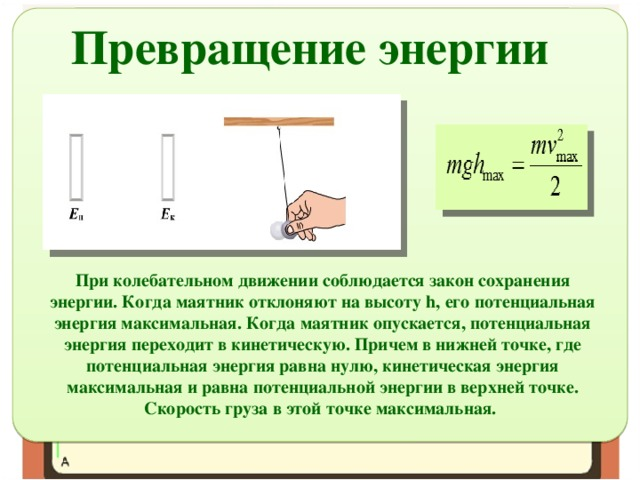 Превращение энергии
Eп Eк
mgh_max = mv²_max / 2
При колебательном движении соблюдается закон сохранения
энергии. Когда маятник отклоняют на высоту h, его потенциальная
энергия максимальная. Когда маятник опускается, потенциальная
энергия переходит в кинетическую. Причем в нижней точке, где
потенциальная энергия равна нулю, кинетическая энергия
максимальная и равна потенциальной энергии в верхней точке.
Скорость груза в этой точке максимальная.
А